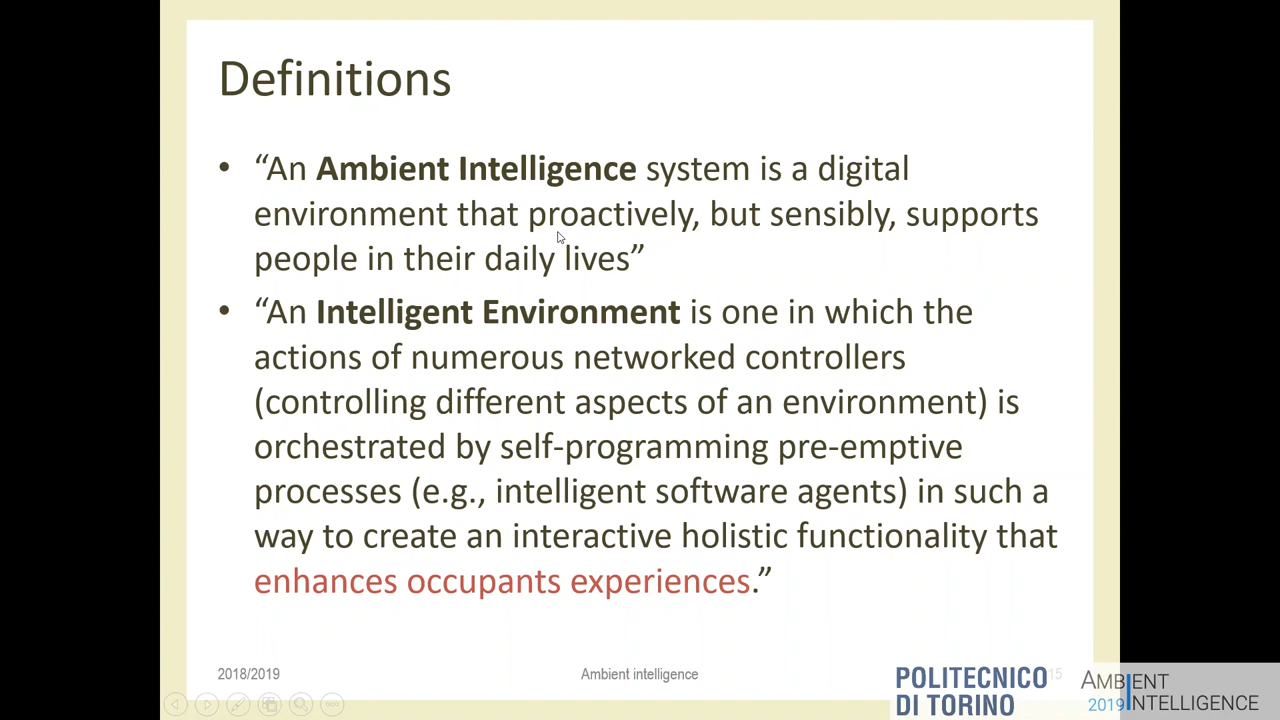 Definitions
• “An Ambient Intelligence system is a digital
environment that proactively, but sensibly, supports
people in their daily lives”
• “An Intelligent Environment is one in which the
actions of numerous networked controllers
(controlling different aspects of an environment) is
orchestrated by self-programming pre-emptive
processes (e.g., intelligent software agents) in such a
way to create an interactive holistic functionality that
enhances occupants experiences.”
2018/2019
Ambient intelligence
15
POLITECNICO
DI TORINO
AMBIENT
2019 INTELLIGENCE